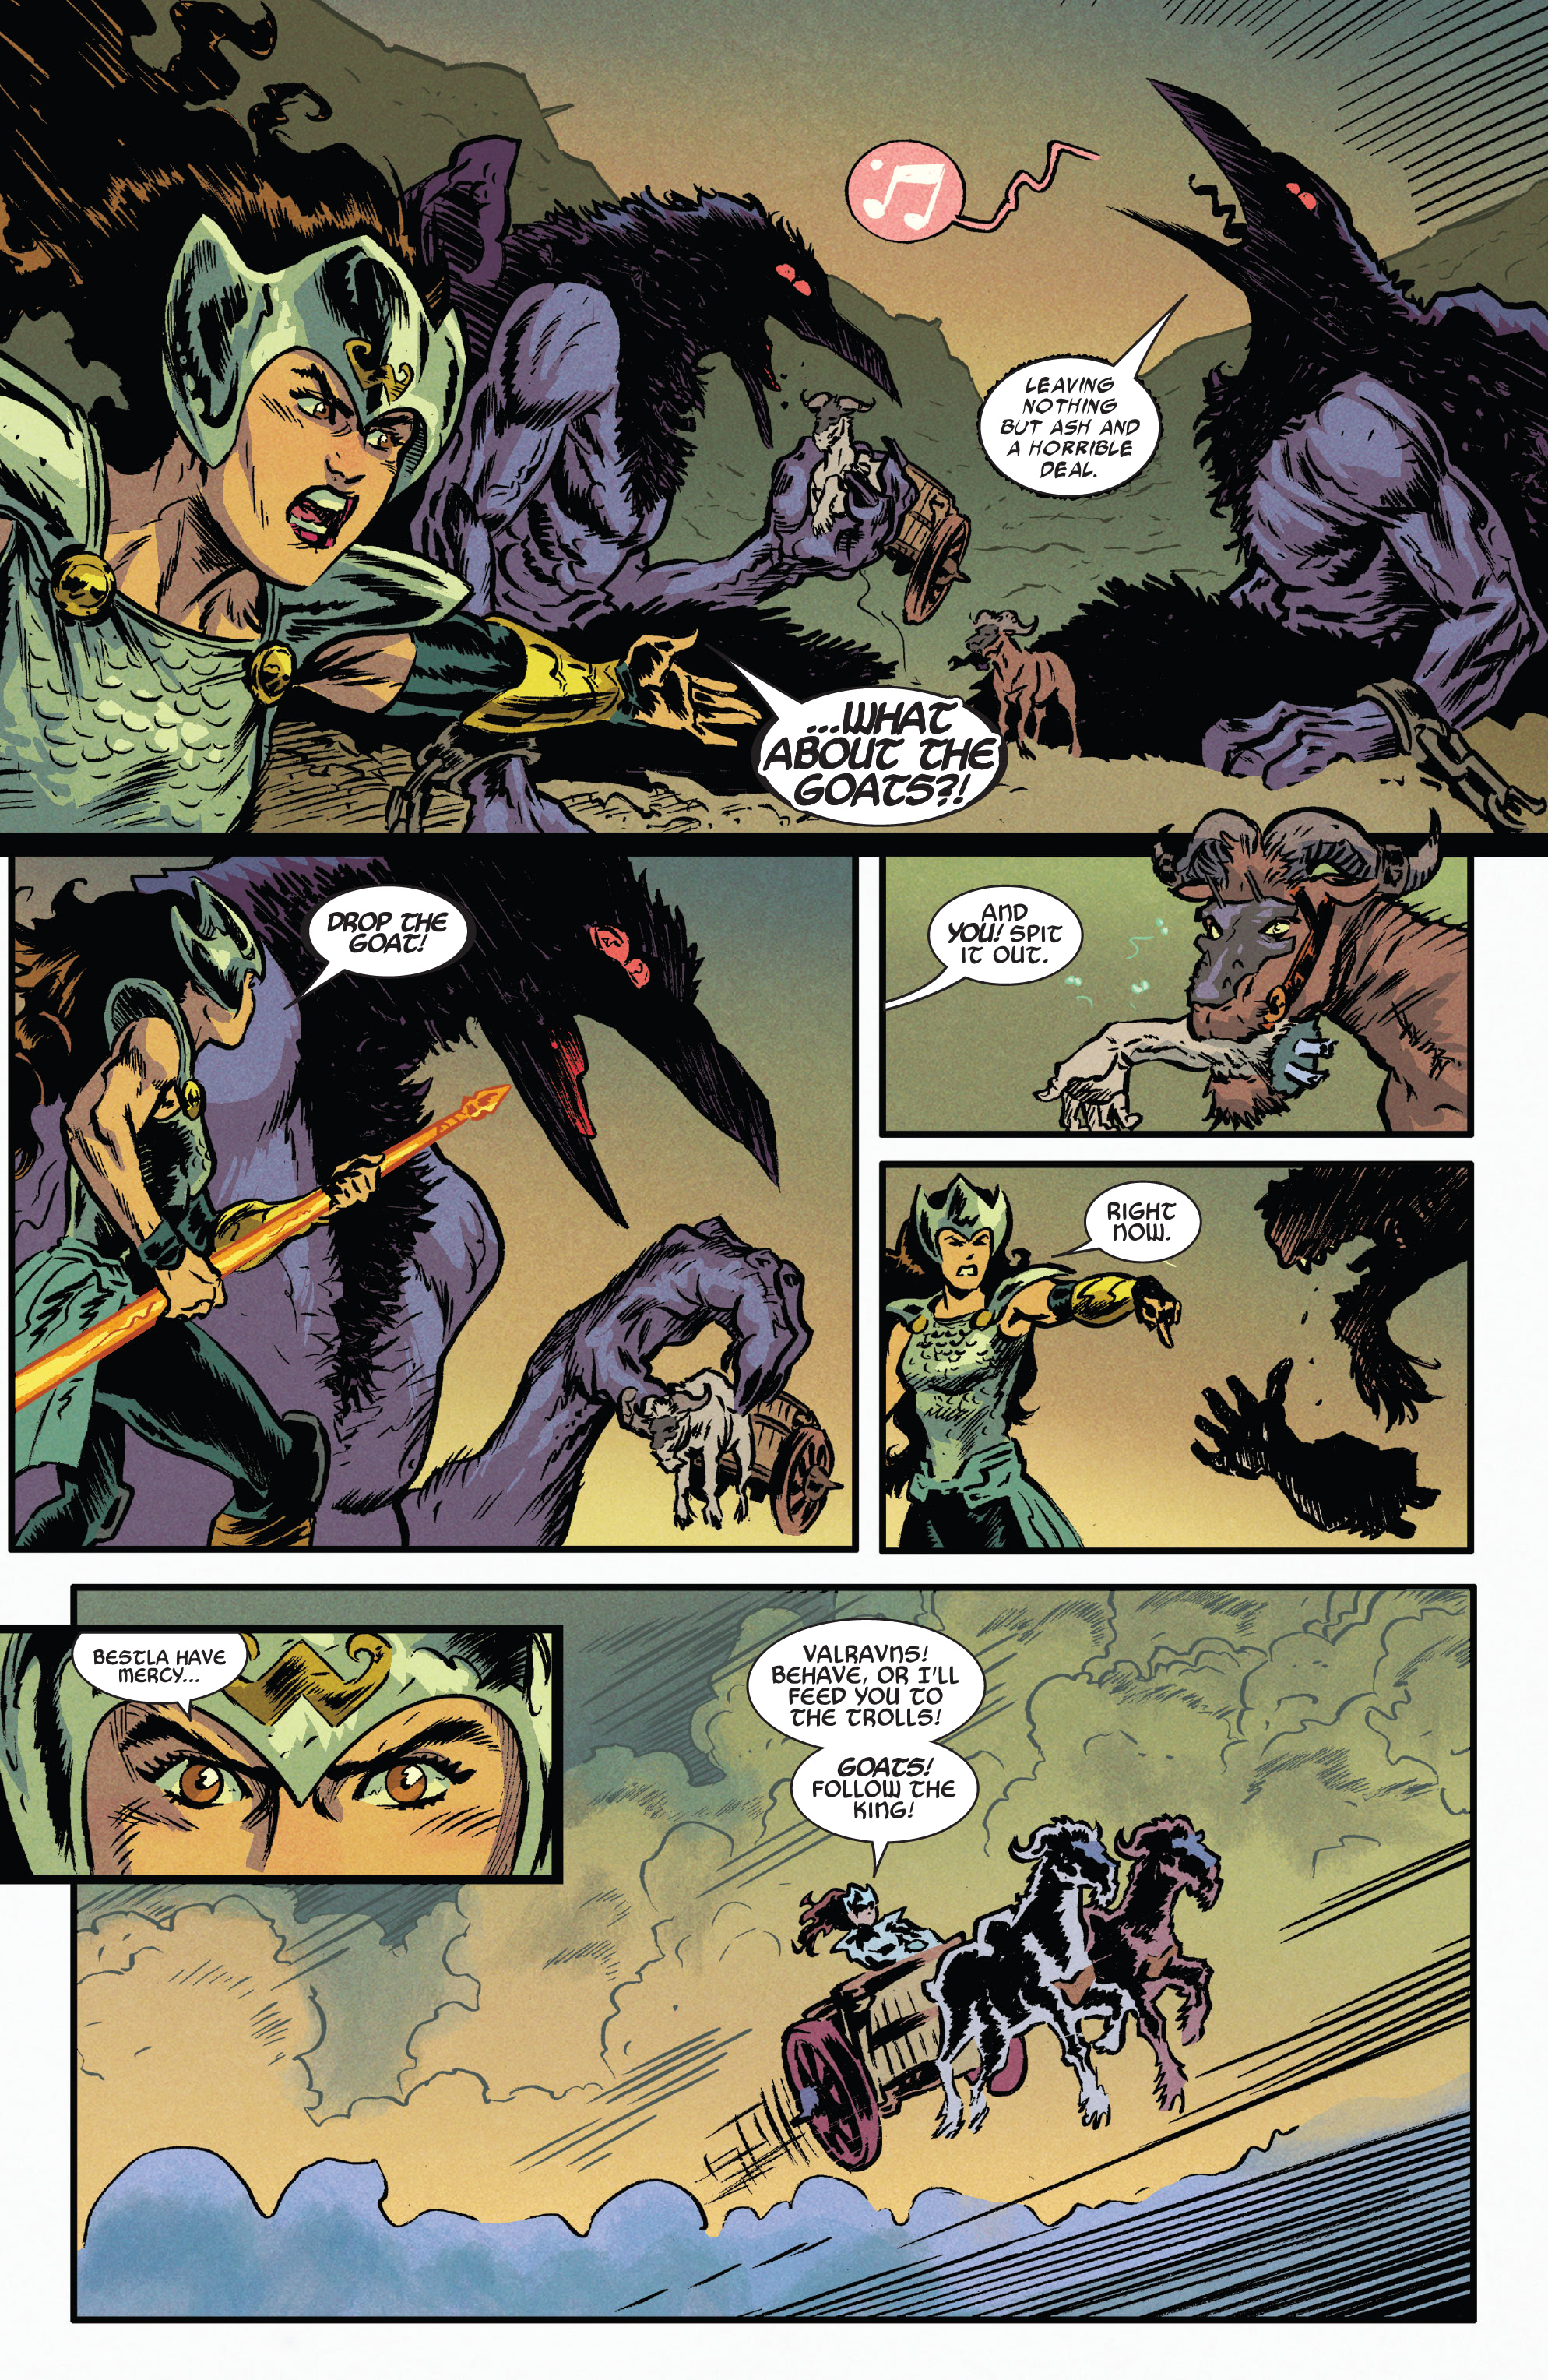 LEAVING
NOTHING
BUT ASH AND
A HORRIBLE
DEAL.
...WHAT
ABOUT THE
GOATS?!
DROP THE
GOAT!
AND
YOU! SPIT
IT OUT.
RIGHT
NOW.
BESTLA HAVE
MERCY...
VALRAVNS!
BEHAVE, OR I'LL
FEED YOU TO
THE TROLLS!
GOATS!
FOLLOW THE
KING!